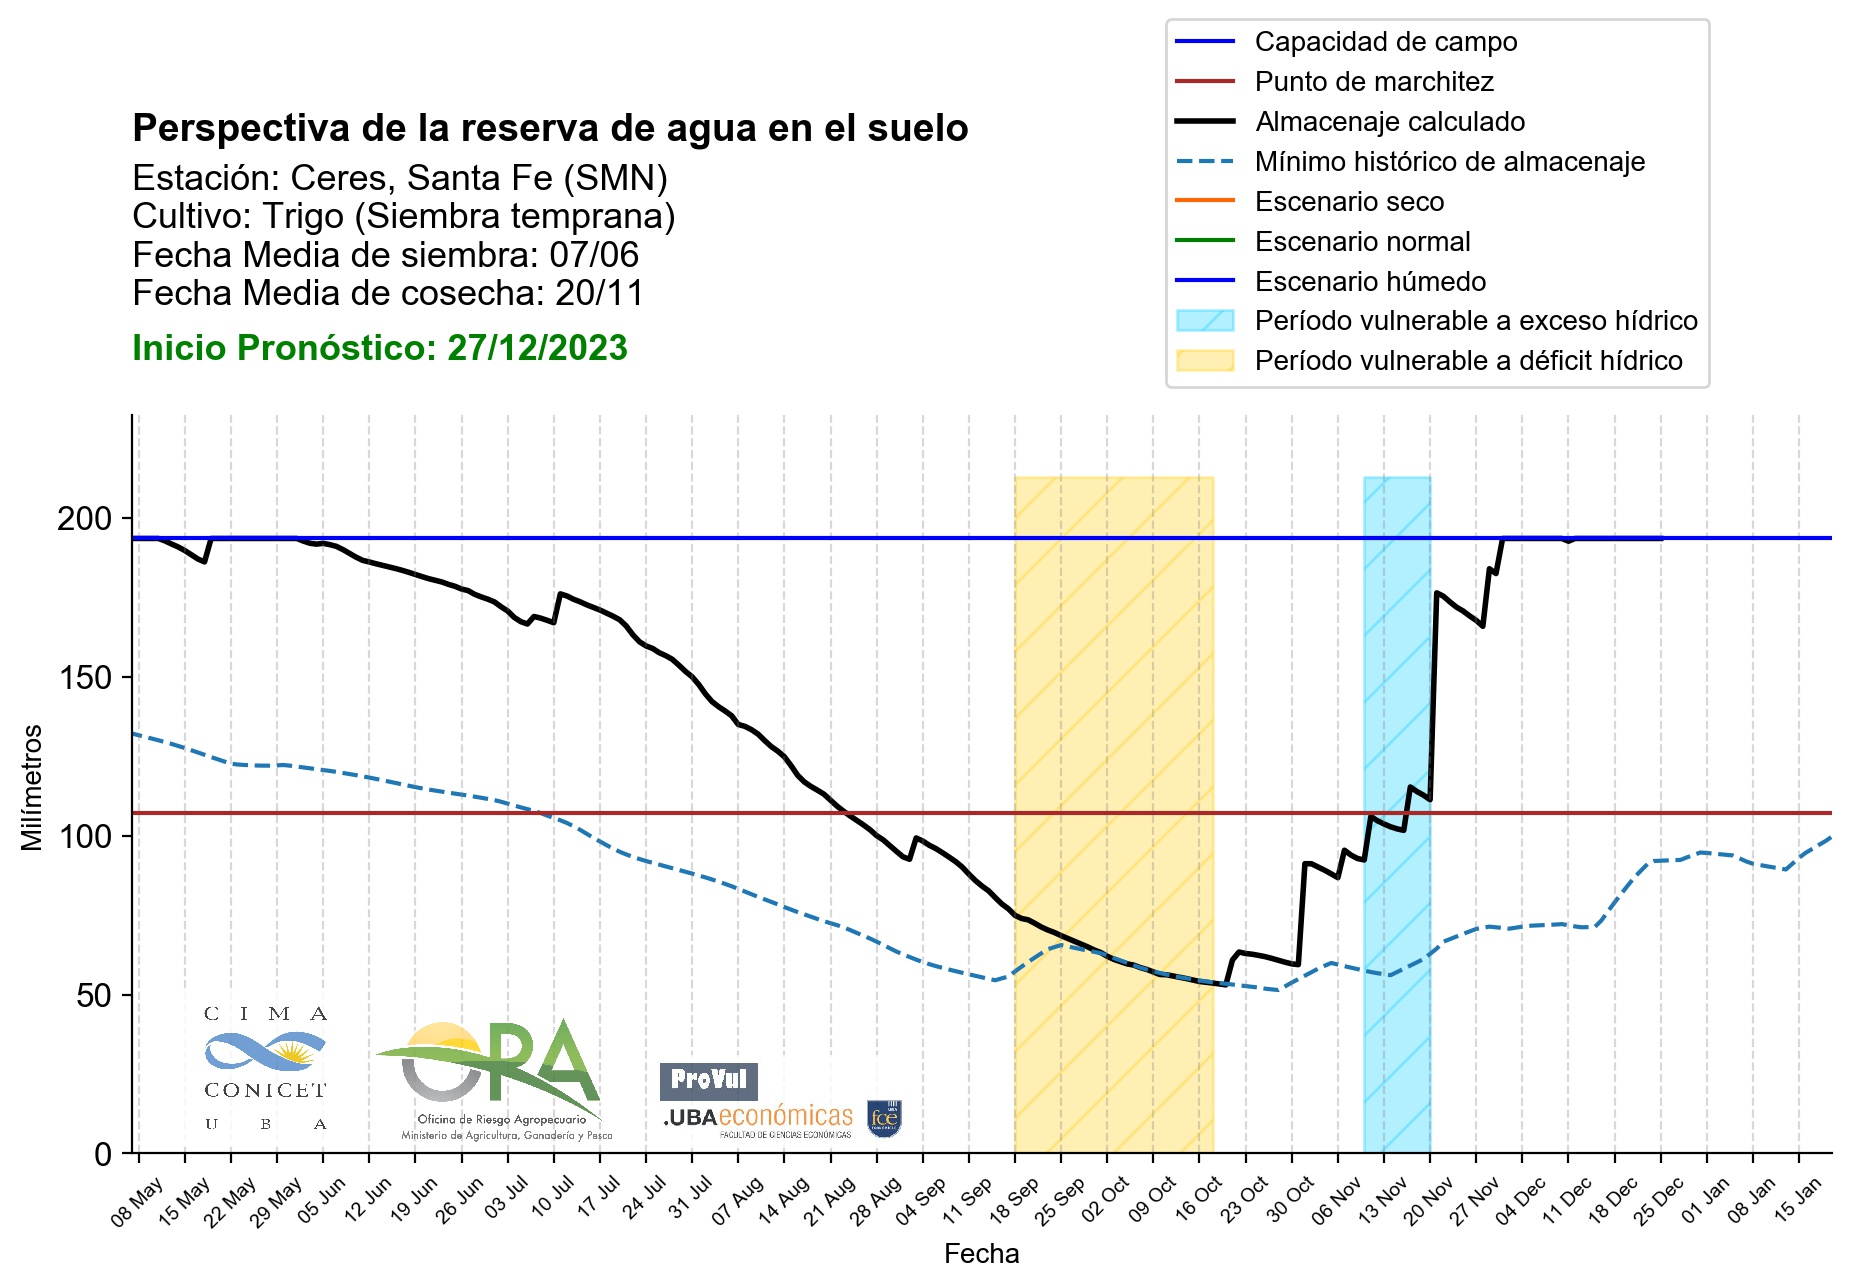 Capacidad de campo
Punto de marchitez
Almacenaje calculado
Mínimo histórico de almacenaje
Escenario seco
Escenario normal
Escenario húmedo
Período vulnerable a exceso hídrico
Período vulnerable a déficit hídrico
Perspectiva de la reserva de agua en el suelo
Estación: Ceres, Santa Fe (SMN)
Cultivo: Trigo (Siembra temprana)
Fecha Media de siembra: 07/06
Fecha Media de cosecha: 20/11
Inicio Pronóstico: 27/12/2023
Milímetros
200
150
100
50
0
CIMA
CONICET
UBA
OPA
Oficina de Riesgo Agropecuario
Ministerio de Agricultura, Ganadería y Pesca
ProVul
.UBAeconómicas
FACULTAD DE CIENCIAS ECONÓMICAS
fce
08 May
15 May
22 May
29 May
05 Jun
12 Jun
19 Jun
26 Jun
03 Jul
10 Jul
17 Jul
24 Jul
31 Jul
07 Aug
14 Aug
21 Aug
28 Aug
04 Sep
11 Sep
18 Sep
25 Sep
02 Oct
09 Oct
16 Oct
23 Oct
30 Oct
06 Nov
13 Nov
20 Nov
27 Nov
04 Dec
11 Dec
18 Dec
25 Dec
01 Jan
08 Jan
15 Jan
Fecha